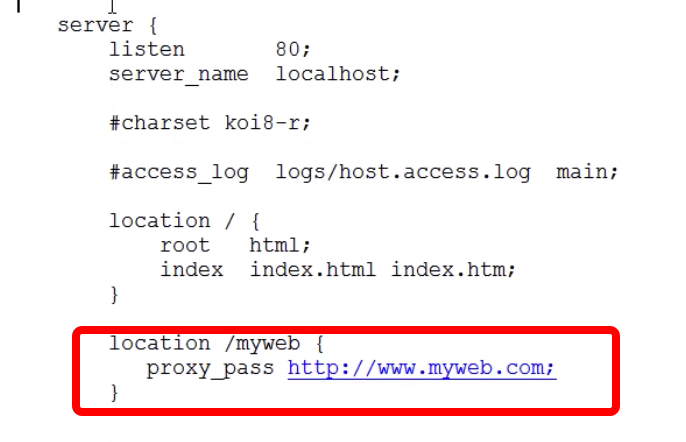 server {
listen 80;
server_name localhost;
#charset koi8-r;
#access_log logs/host.access.log main;
location / {
root html;
index index.html index.htm;
}
location /myweb {
proxy_pass http://www.myweb.com;
}